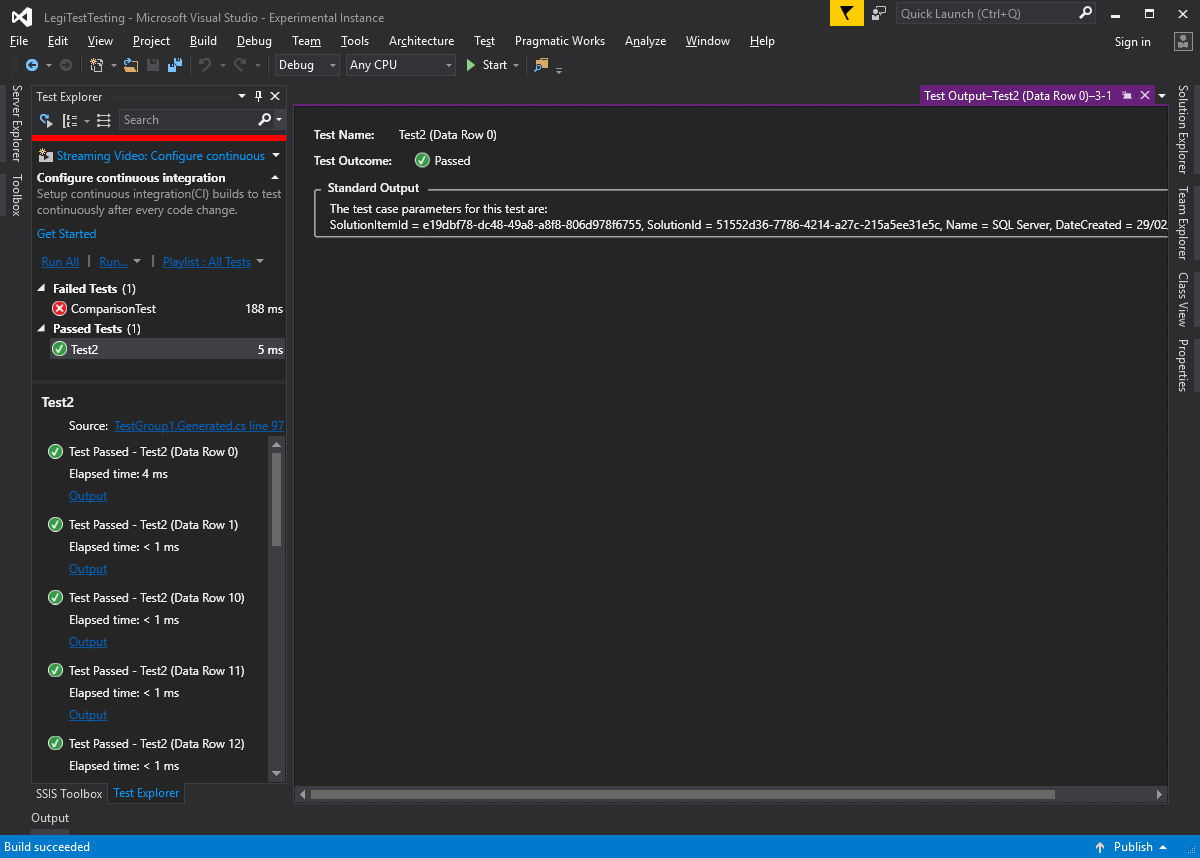 LegiTestTesting - Microsoft Visual Studio - Experimental Instance
Quick Launch (Ctrl+Q)
File Edit View Project Build Debug Team Tools Architecture Test Pragmatic Works Analyze Window Help
Sign in
Debug Any CPU Start
Server Explorer
Toolbox
Test Explorer
Search
Streaming Video: Configure continuous
Configure continuous integration
Setup continuous integration(CI) builds to test
continuously after every code change.
Get Started
Run All | Run... | Playlist : All Tests
Failed Tests (1)
ComparisonTest 188 ms
Passed Tests (1)
Test2 5 ms
Test2
Source: TestGroup1.Generated.cs line 97
Test Passed - Test2 (Data Row 0)
Elapsed time: 4 ms
Output
Test Passed - Test2 (Data Row 1)
Elapsed time: < 1 ms
Output
Test Passed - Test2 (Data Row 10)
Elapsed time: < 1 ms
Output
Test Passed - Test2 (Data Row 11)
Elapsed time: < 1 ms
Output
Test Passed - Test2 (Data Row 12)
Elapsed time: < 1 ms
SSIS Toolbox Test Explorer
Test Output–Test2 (Data Row 0)–3-1
Test Name: Test2 (Data Row 0)
Test Outcome: Passed
Standard Output
The test case parameters for this test are:
SolutionItemId = e19dbf78-dc48-49a8-a8f8-806d978f6755, SolutionId = 51552d36-7786-4214-a27c-215a5ee31e5c, Name = SQL Server, DateCreated = 29/02
Solution Explorer
Team Explorer
Class View
Properties
Output
Build succeeded
Publish